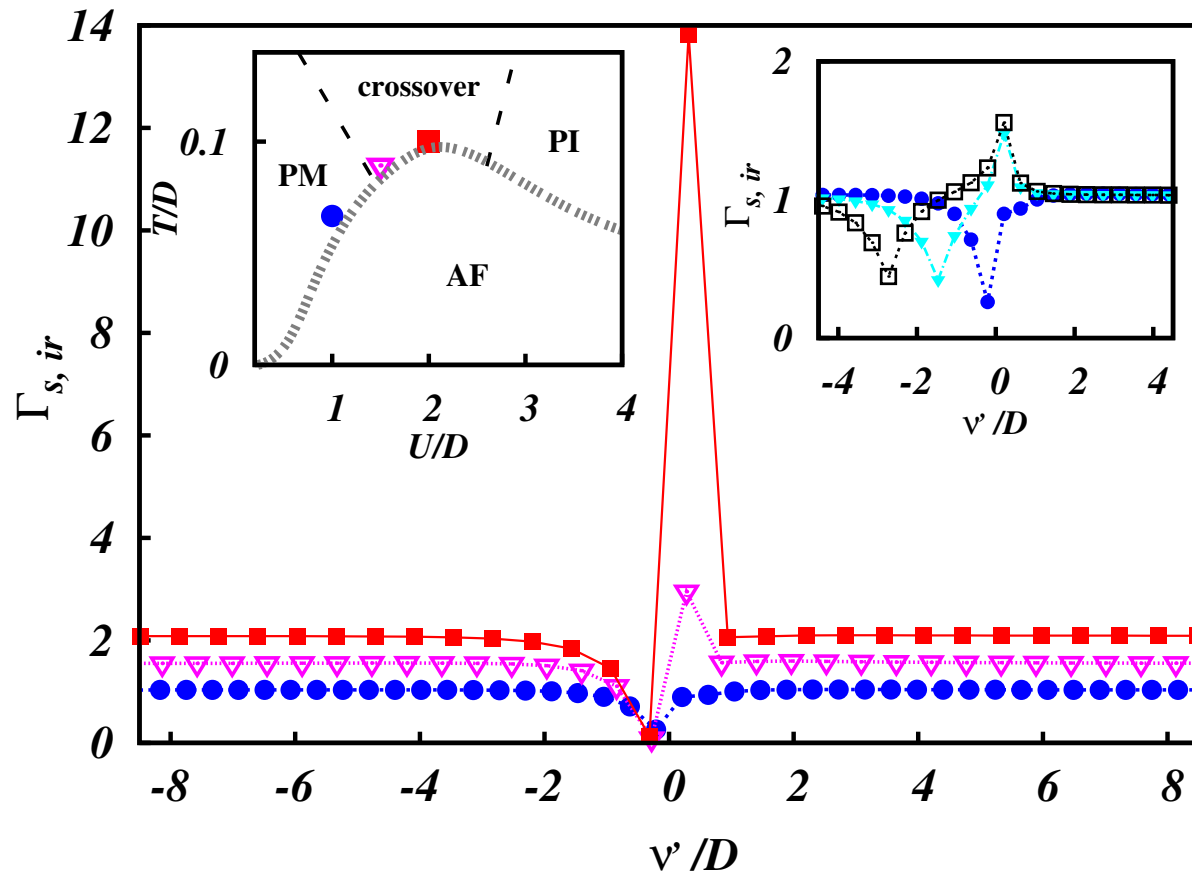 14
12
10
8
6
4
2
0
Γs, ir
-8 -6 -4 -2 0 2 4 6 8
ν' /D
crossover
PM
PI
AF
T/D
0.1
0
1 2 3 4
U/D
2
1
0
Γs, ir
-4 -2 0 2 4
ν' /D